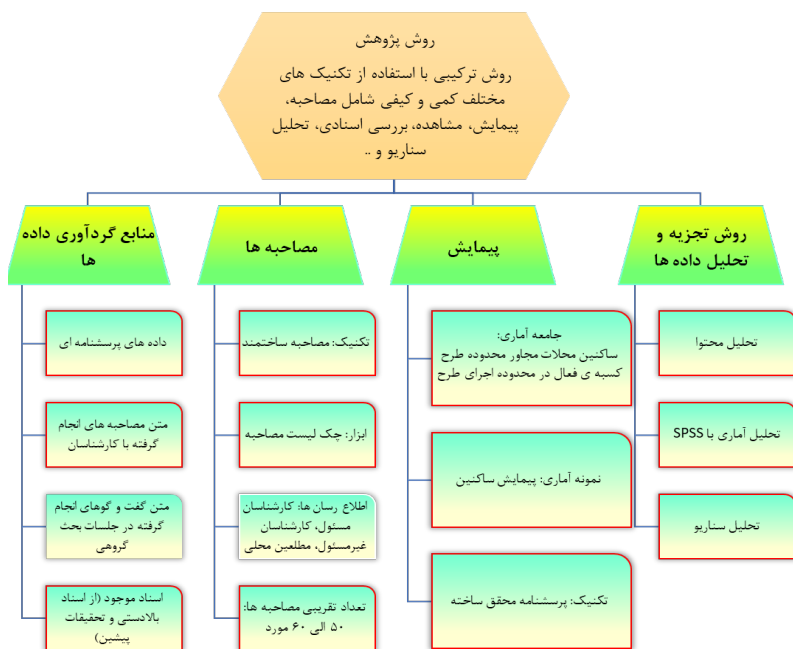 روش پژوهش
روش ترکیبی با استفاده از تکنیک های
مختلف کمی و کیفی شامل مصاحبه،
پیمایش، مشاهده، بررسی اسنادی، تحلیل
سناریو و ..
روش تجزیه و
تحلیل داده ها
تحلیل محتوا
تحلیل آماری با SPSS
تحلیل سناریو
پیمایش
جامعه آماری:
ساکنین محلات مجاور محدوده طرح
کسبه ی فعال در محدوده اجرای طرح
نمونه آماری: پیمایش ساکنین
تکنیک: پرسشنامه محقق ساخته
مصاحبه ها
تکنیک: مصاحبه ساختمند
ابزار: چک لیست مصاحبه
اطلاع رسان ها: کارشناسان
مسئول، کارشناسان
غیرمسئول، مطلعین محلی
تعداد تقریبی مصاحبه ها:
۵۰ الی ۶۰ مورد
منابع گردآوری داده
ها
داده های پرسشنامه ای
متن مصاحبه های انجام
گرفته با کارشناسان
متن گفت و گوهای انجام
گرفته در جلسات بحث
گروهی
اسناد موجود (از اسناد
بالادستی و تحقیقات
پیشین)